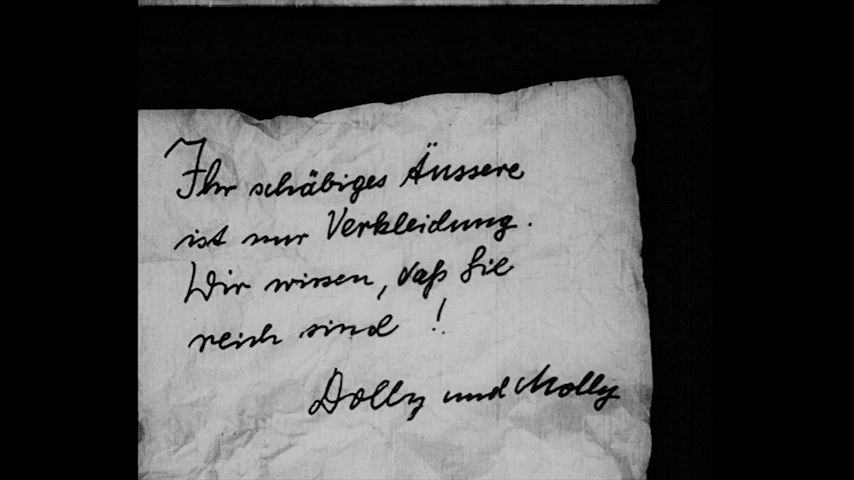 Ihr schäbiges Äussere
ist nur Verkleidung.
Wir wissen, daß Sie
reich sind !
Dolly und Molly